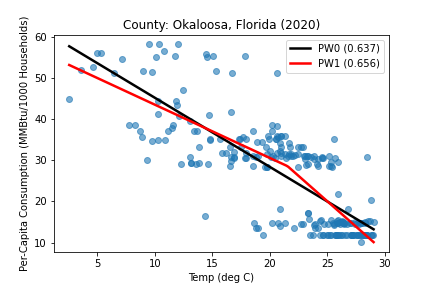 County: Okaloosa, Florida (2020)
Per-Capita Consumption (MMBtu/1000 Households)
60
50
40
30
20
10
PW0 (0.637)
PW1 (0.656)
5
10
15
20
25
30
Temp (deg C)